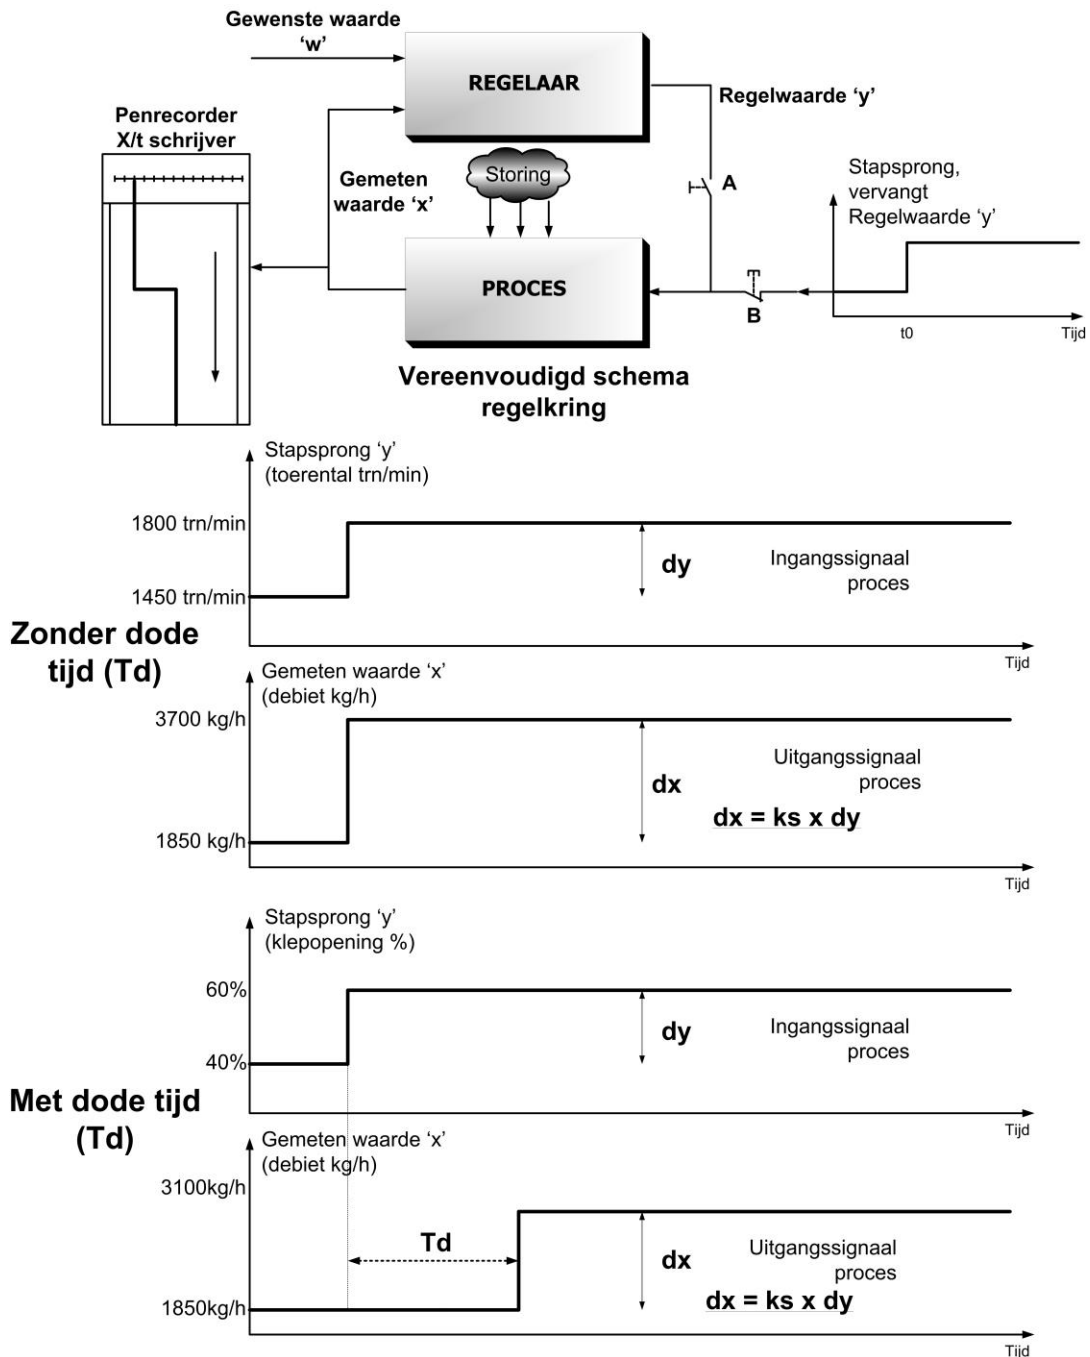 Gewenste waarde
‘w’
REGELAAR
Regelwaarde ‘y’
Penrecorder
X/t schrijver
Storing
Gemeten
waarde ‘x’
A
Stapsprong,
vervangt
Regelwaarde ‘y’
PROCES
B
t0
Tijd
Vereenvoudigd schema
regelkring
Stapsprong ‘y’
(toerental trn/min)
1800 trn/min
dy
Ingangssignaal
proces
1450 trn/min
Zonder dode
tijd (Td)
Tijd
Gemeten waarde ‘x’
(debiet kg/h)
3700 kg/h
Uitgangssignaal
proces
dx
dx = ks x dy
1850 kg/h
Tijd
Stapsprong ‘y’
(klepopening %)
60%
dy
Ingangssignaal
proces
40%
Met dode tijd
(Td)
Tijd
Gemeten waarde ‘x’
(debiet kg/h)
3100kg/h
Td
dx
Uitgangssignaal
proces
dx = ks x dy
1850kg/h
Tijd